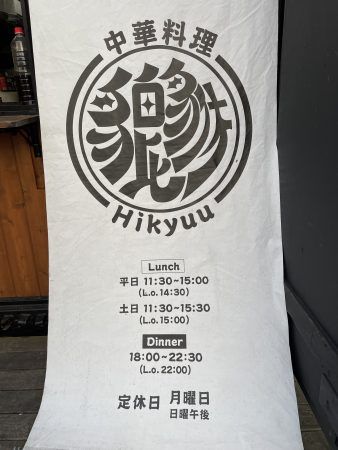 中華料理
貔貅
Hikyuu
Lunch
平日 11:30~15:00
(L.o. 14:30)
土日 11:30~15:30
(L.o. 15:00)
Dinner
18:00~22:30
(L.o. 22:00)
定休日 月曜日
日曜午後